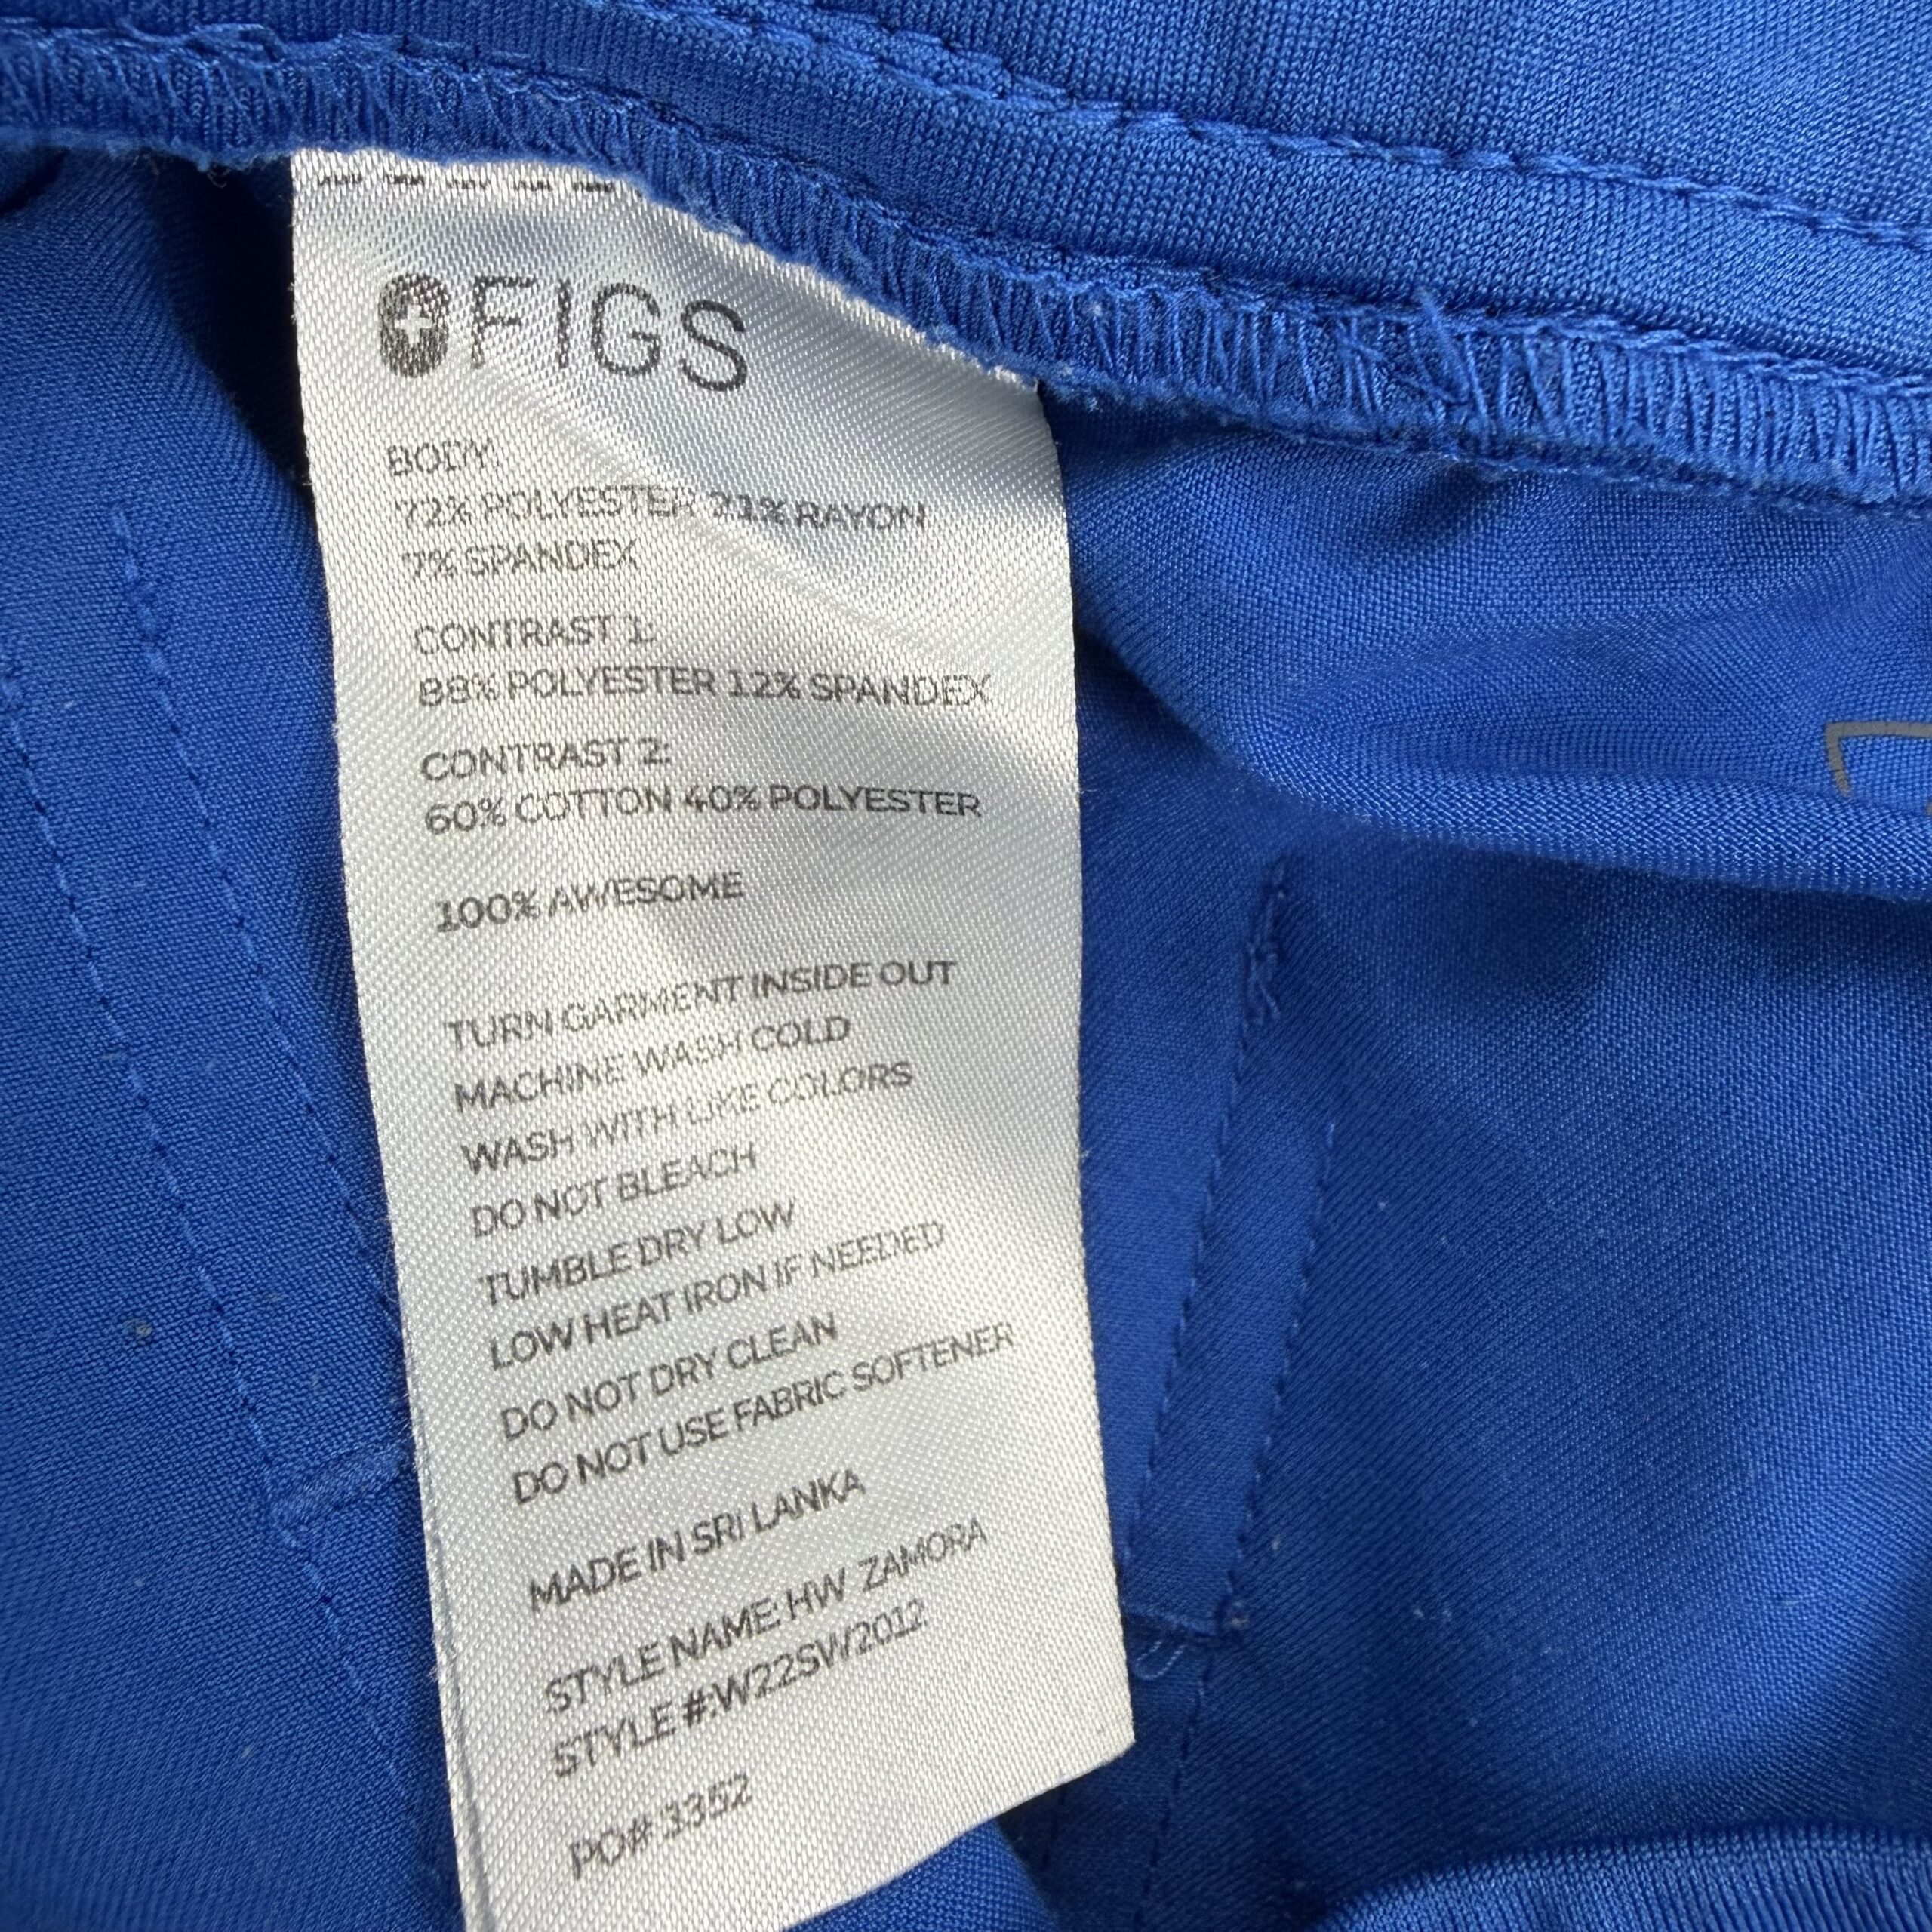 FIGS
BODY:
72% POLYESTER 21% RAYON
7% SPANDEX
CONTRAST 1:
88% POLYESTER 12% SPANDEX
CONTRAST 2:
60% COTTON 40% POLYESTER
100% AWESOME
TURN GARMENT INSIDE OUT
MACHINE WASH COLD
WASH WITH LIKE COLORS
DO NOT BLEACH
TUMBLE DRY LOW
LOW HEAT IRON IF NEEDED
DO NOT DRY CLEAN
DO NOT USE FABRIC SOFTENER
MADE IN SRI LANKA
STYLE NAME: HW ZAMORA
STYLE #: W22SW2012
PO# 3352